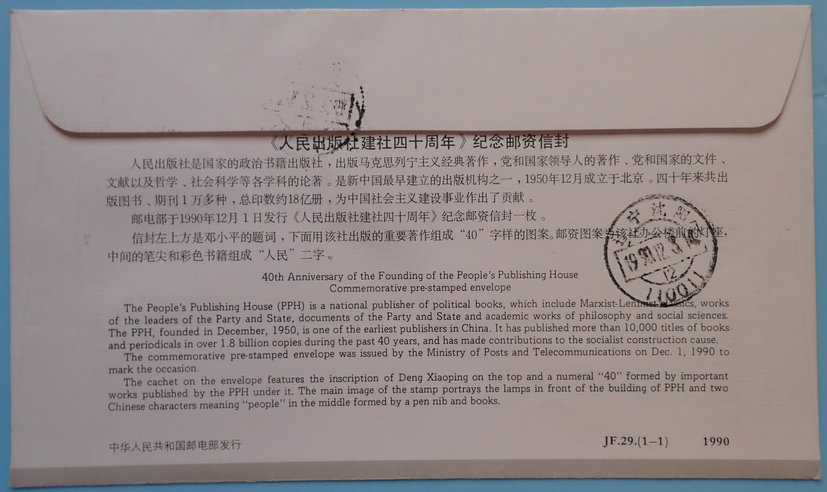 《人民出版社建社四十周年》纪念邮资信封
人民出版社是国家的政治书籍出版社，出版马克思列宁主义经典著作，党和国家领导人的著作、党和国家的文件、
文献以及哲学、社会科学等各学科的论著。是新中国最早建立的出版机构之一，1950年12月成立于北京。四十年来共出
版图书、期刊1万多种，总印数约18亿册，为中国社会主义建设事业作出了贡献。
邮电部于1990年12月1日发行《人民出版社建社四十周年》纪念邮资信封一枚。
信封左上方是邓小平的题词，下面用该社出版的重要著作组成“40”字样的图案。邮资图案为该社办公楼前的灯座，
中间的笔尖和彩色书籍组成“人民”二字。
辽宁沈阳
12
110011
40th Anniversary of the Founding of the People's Publishing House
Commemorative pre-stamped envelope
The People's Publishing House (PPH) is a national publisher of political books, which include Marxist-Leninist classics, works
of the leaders of the Party and State, documents of the Party and State and academic works of philosophy and social sciences.
The PPH, founded in December, 1950, is one of the earliest publishers in China. It has published more than 10,000 titles of books
and periodicals in over 1.8 billion copies during the past 40 years, and has made contributions to the socialist construction cause.
The commemorative pre-stamped envelope was issued by the Ministry of Posts and Telecommunications on Dec. 1, 1990 to
mark the occasion.
The cachet on the envelope features the inscription of Deng Xiaoping on the top and a numeral "40" formed by important
works published by the PPH under it. The main image of the stamp portrays the lamps in front of the building of PPH and two
Chinese characters meaning "people" in the middle formed by a pen nib and books.
中华人民共和国邮电部发行
JF.29.(1-1) 1990